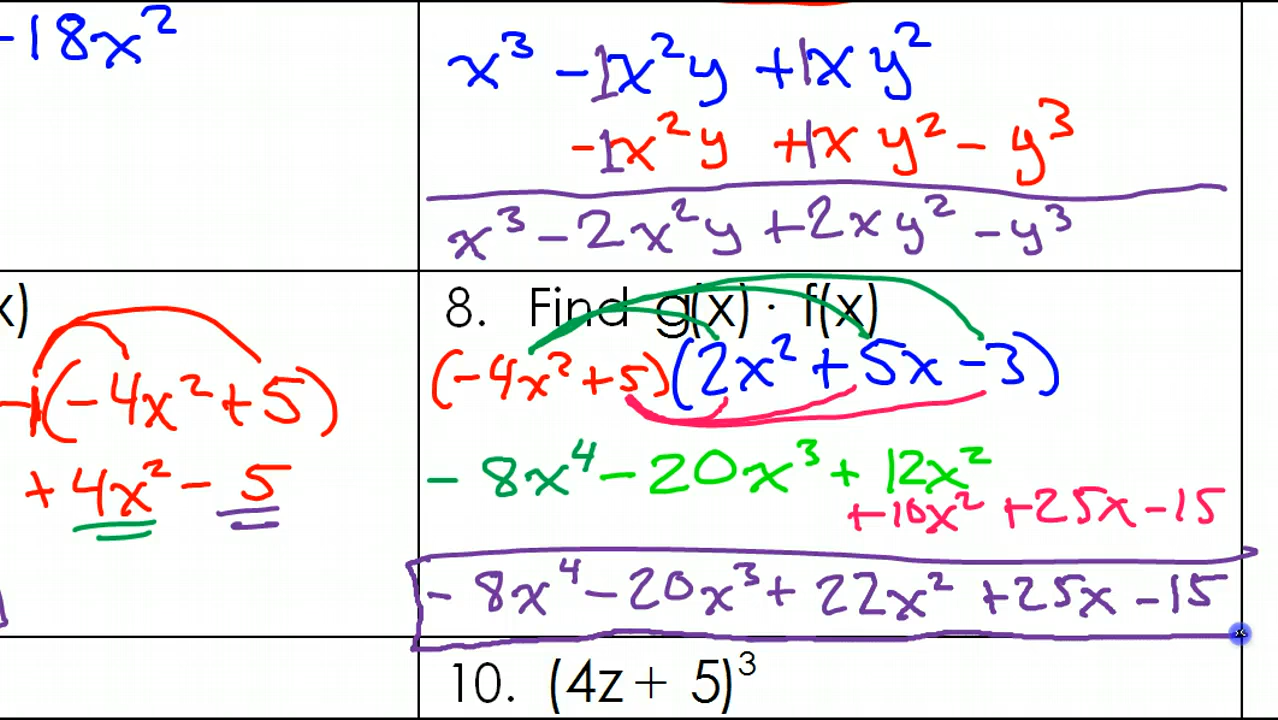 -18x²
x³ -1x²y +1xy²
-1x²y +1xy² - y³
x³ - 2x²y + 2xy² - y³
x)
-1(-4x² + 5)
+ 4x² - 5
8. Find g(x) · f(x)
(-4x² + 5)(2x² + 5x - 3)
- 8x⁴ - 20x³ + 12x²
+10x² + 25x - 15
- 8x⁴ - 20x³ + 22x² + 25x - 15
10. (4z + 5)³